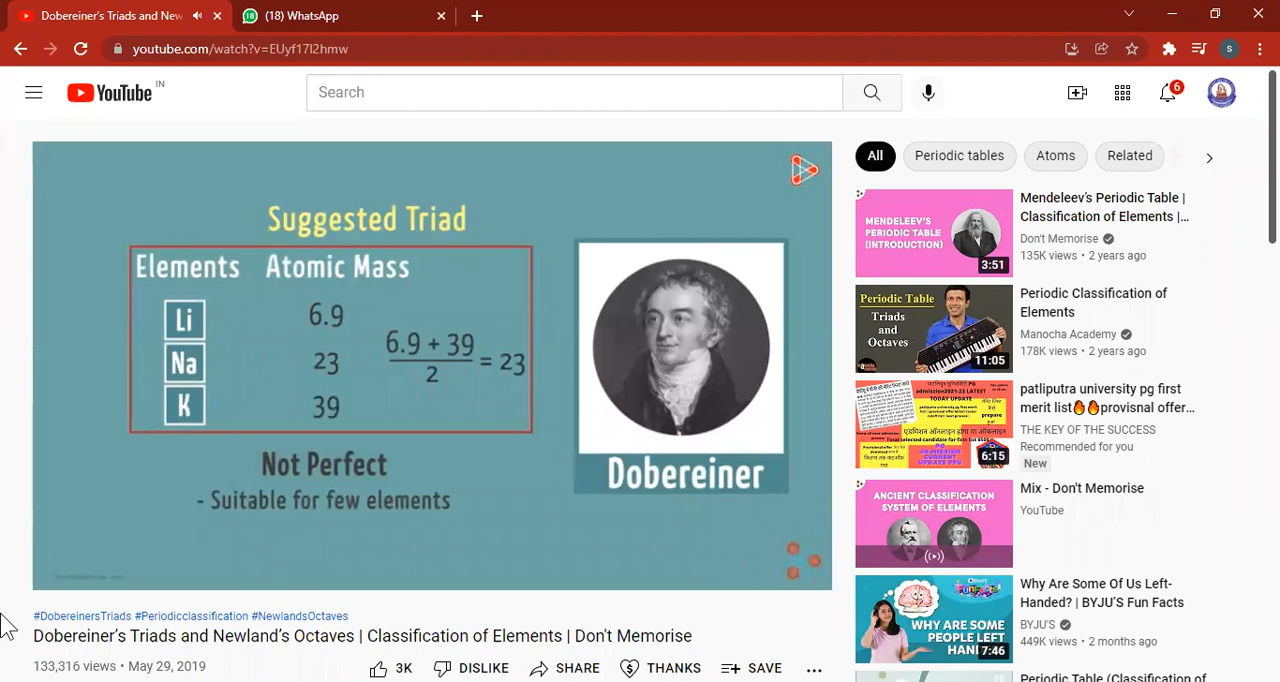 Dobereiner's Triads and New
(18) WhatsApp
youtube.com/watch?v=EUyf17I2hmw
S
YouTube IN
Search
6
Suggested Triad
Elements Atomic Mass
Li 6.9
Na 23 6.9 + 39 / 2 = 23
K 39
Not Perfect
- Suitable for few elements
Dobereiner
#DobereinersTriads #Periodicclassification #NewlandsOctaves
Dobereiner's Triads and Newland's Octaves | Classification of Elements | Don't Memorise
133,316 views • May 29, 2019
3K DISLIKE SHARE THANKS SAVE ...
All Periodic tables Atoms Related
MENDELEEV'S
PERIODIC TABLE
(INTRODUCTION)
3:51
Mendeleev's Periodic Table |
Classification of Elements |...
Don't Memorise
135K views • 2 years ago
Periodic Table
Triads
and
Octaves
11:05
Periodic Classification of
Elements
Manocha Academy
178K views • 2 years ago
6:15
patliputra university pg first
merit list🔥🔥provisnal offer...
THE KEY OF THE SUCCESS
Recommended for you
New
ANCIENT CLASSIFICATION
SYSTEM OF ELEMENTS
Mix - Don't Memorise
YouTube
WHY ARE SOME
PEOPLE LEFT
7:46
Why Are Some Of Us Left-
Handed? | BYJU'S Fun Facts
BYJU'S
449K views • 2 months ago
Periodic Table (Classification of